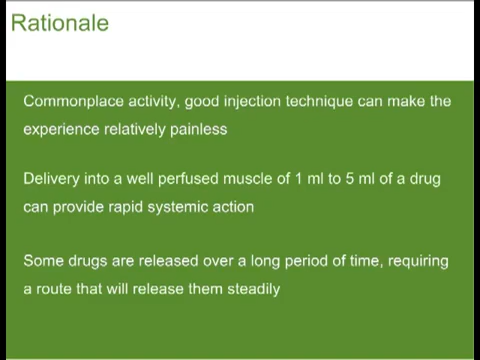 Rationale
Commonplace activity, good injection technique can make the
experience relatively painless
Delivery into a well perfused muscle of 1 ml to 5 ml of a drug
can provide rapid systemic action
Some drugs are released over a long period of time, requiring
a route that will release them steadily